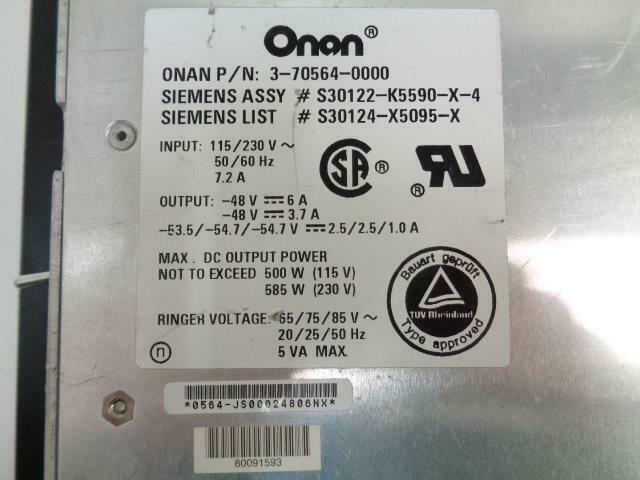 Onan®
ONAN P/N: 3-70564-0000
SIEMENS ASSY # S30122-K5590-X-4
SIEMENS LIST # S30124-X5095-X
INPUT: 115/230 V ~
50/60 Hz
7.2 A
SA ®
® UR
OUTPUT: -48 V ⎓ 6 A
-48 V ⎓ 3.7 A
-53.5/-54.7/-54.7 V ⎓ 2.5/2.5/1.0 A
MAX. DC OUTPUT POWER
NOT TO EXCEED 500 W (115 V)
585 W (230 V)
Bauart geprüft
TÜV Rheinland
Type approved
RINGER VOLTAGE: 65/75/85 V ~
20/25/50 Hz
5 VA MAX.
n
*0564-JS00024806NX*
80091593